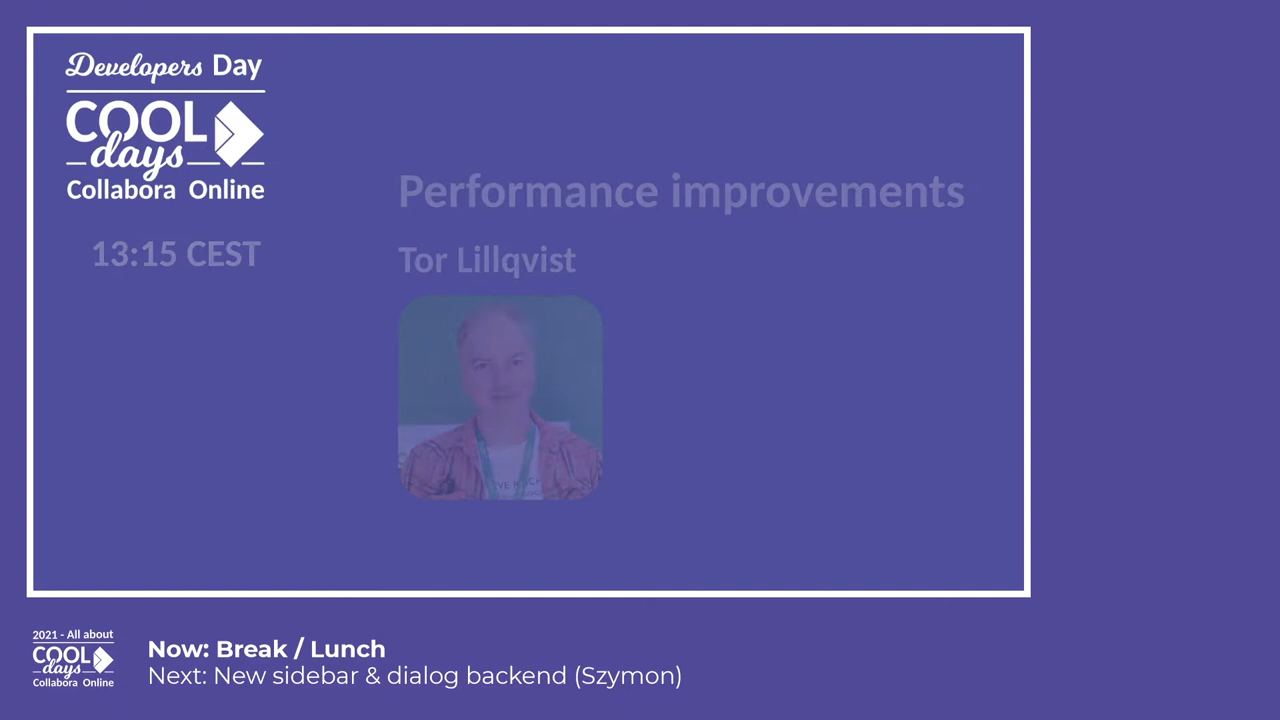 Developers Day
COOL
days
Collabora Online
13:15 CEST
Performance improvements
Tor Lillqvist
2021 - All about
COOL
days
Collabora Online
Now: Break / Lunch
Next: New sidebar & dialog backend (Szymon)